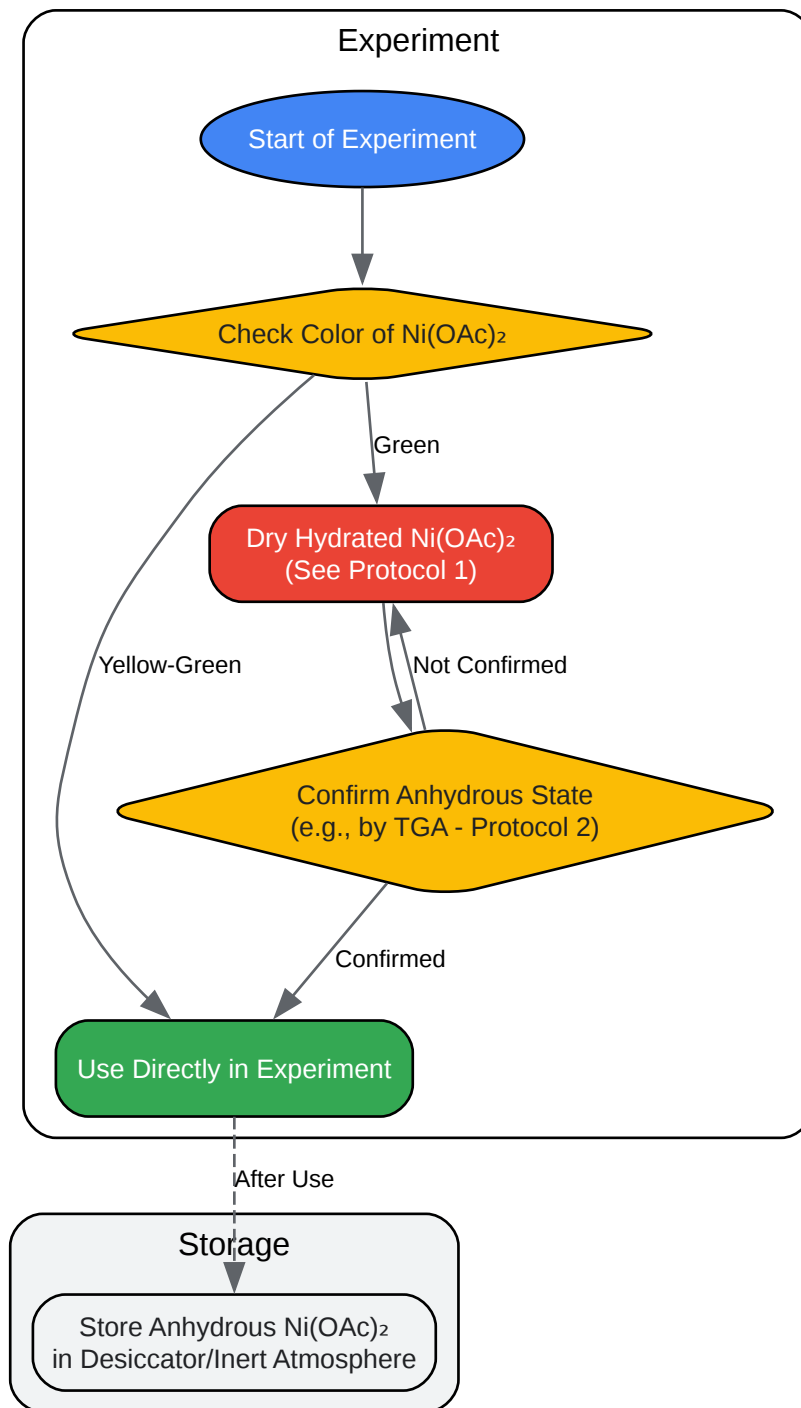 Experiment
Start of Experiment
Check Color of Ni(OAc)₂
Green
Dry Hydrated Ni(OAc)₂
(See Protocol 1)
Yellow-Green
Not Confirmed
Confirm Anhydrous State
(e.g., by TGA - Protocol 2)
Confirmed
Use Directly in Experiment
After Use
Storage
Store Anhydrous Ni(OAc)₂
in Desiccator/Inert Atmosphere